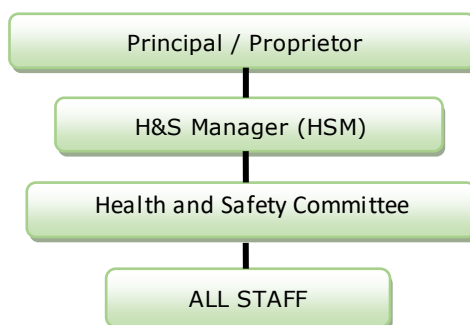 Principal / Proprietor
H&S Manager (HSM)
Health and Safety Committee
ALL STAFF